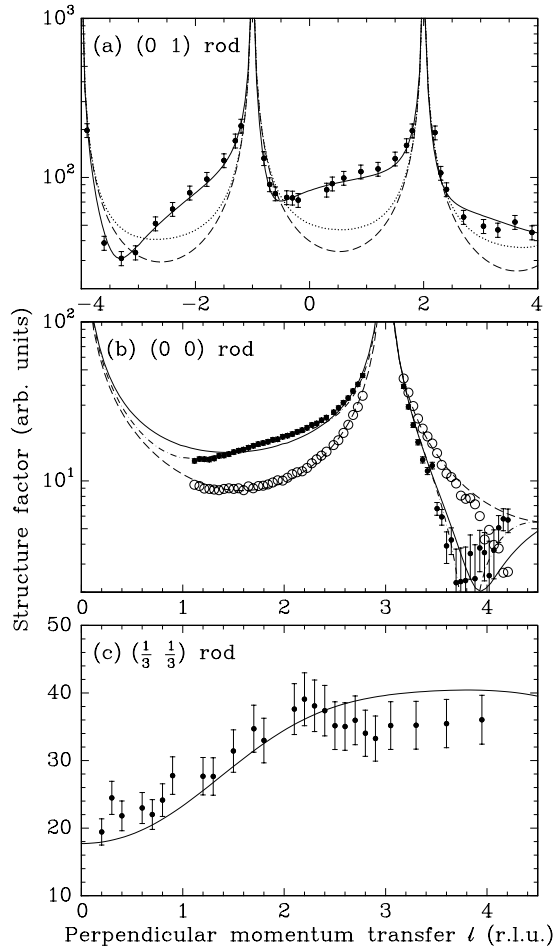 10³
(a) (0 1) rod
10²
−4 −2 0 2 4
10²
(b) (0 0) rod
10¹
0 1 2 3 4
50
(c) (1/3 1/3) rod
40
30
20
10
0 1 2 3 4
Structure factor (arb. units)
Perpendicular momentum transfer l (r.l.u.)